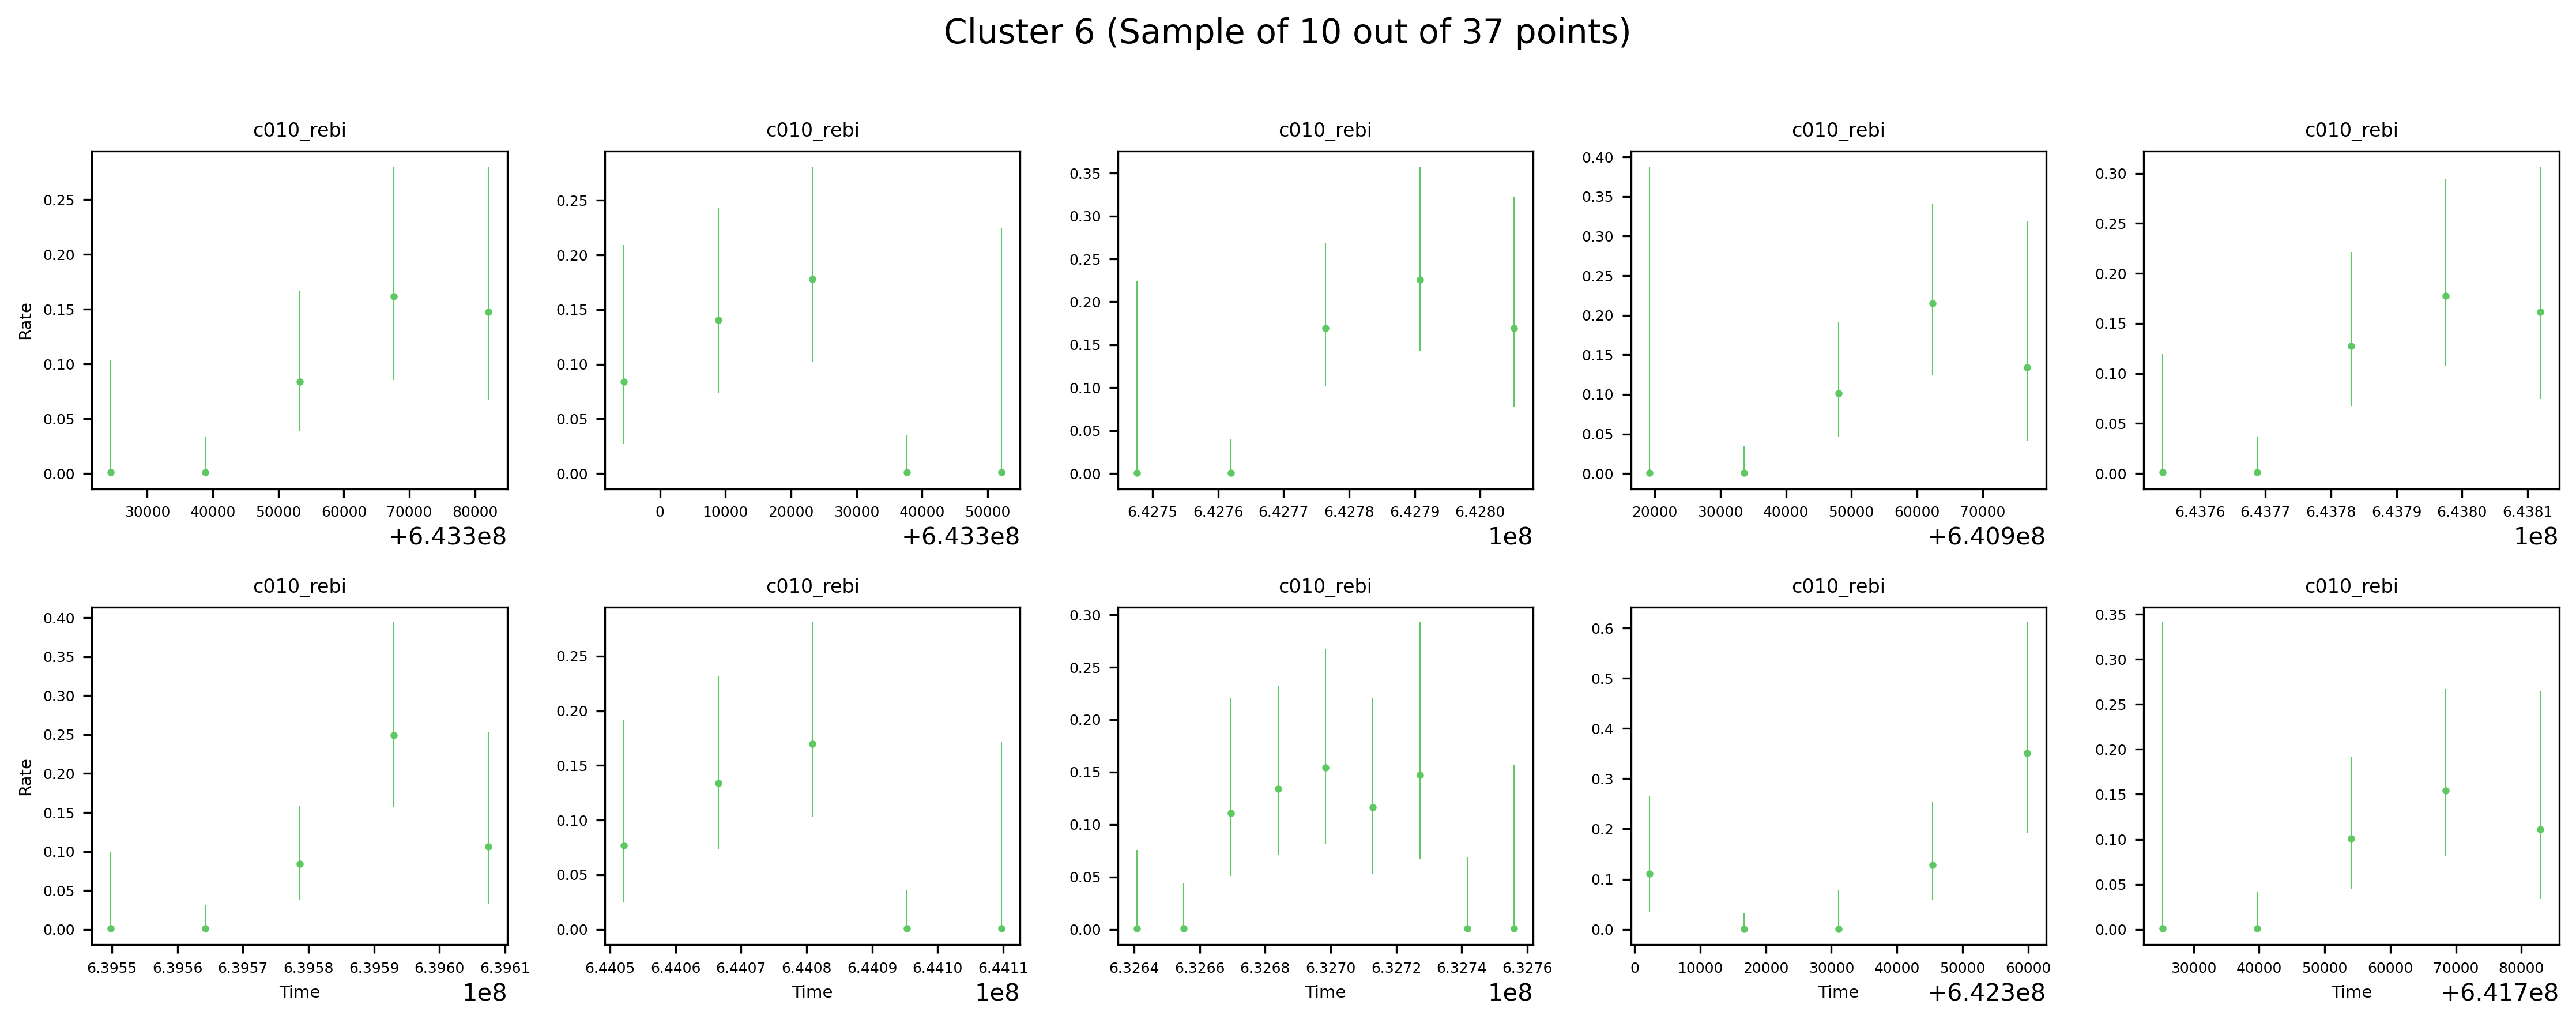 Cluster 6 (Sample of 10 out of 37 points)
c010_rebi c010_rebi c010_rebi c010_rebi c010_rebi
Rate
0.25
0.20
0.15
0.10
0.05
0.00
30000 40000 50000 60000 70000 80000
+6.433e8
0.25
0.20
0.15
0.10
0.05
0.00
0 10000 20000 30000 40000 50000
+6.433e8
0.35
0.30
0.25
0.20
0.15
0.10
0.05
0.00
6.4275 6.4276 6.4277 6.4278 6.4279 6.4280
1e8
0.40
0.35
0.30
0.25
0.20
0.15
0.10
0.05
0.00
20000 30000 40000 50000 60000 70000
+6.409e8
0.30
0.25
0.20
0.15
0.10
0.05
0.00
6.4376 6.4377 6.4378 6.4379 6.4380 6.4381
1e8
c010_rebi c010_rebi c010_rebi c010_rebi c010_rebi
Rate
0.40
0.35
0.30
0.25
0.20
0.15
0.10
0.05
0.00
6.3955 6.3956 6.3957 6.3958 6.3959 6.3960 6.3961
Time 1e8
0.25
0.20
0.15
0.10
0.05
0.00
6.4405 6.4406 6.4407 6.4408 6.4409 6.4410 6.4411
Time 1e8
0.30
0.25
0.20
0.15
0.10
0.05
0.00
6.3264 6.3266 6.3268 6.3270 6.3272 6.3274 6.3276
Time 1e8
0.6
0.5
0.4
0.3
0.2
0.1
0.0
0 10000 20000 30000 40000 50000 60000
Time +6.423e8
0.35
0.30
0.25
0.20
0.15
0.10
0.05
0.00
30000 40000 50000 60000 70000 80000
Time +6.417e8